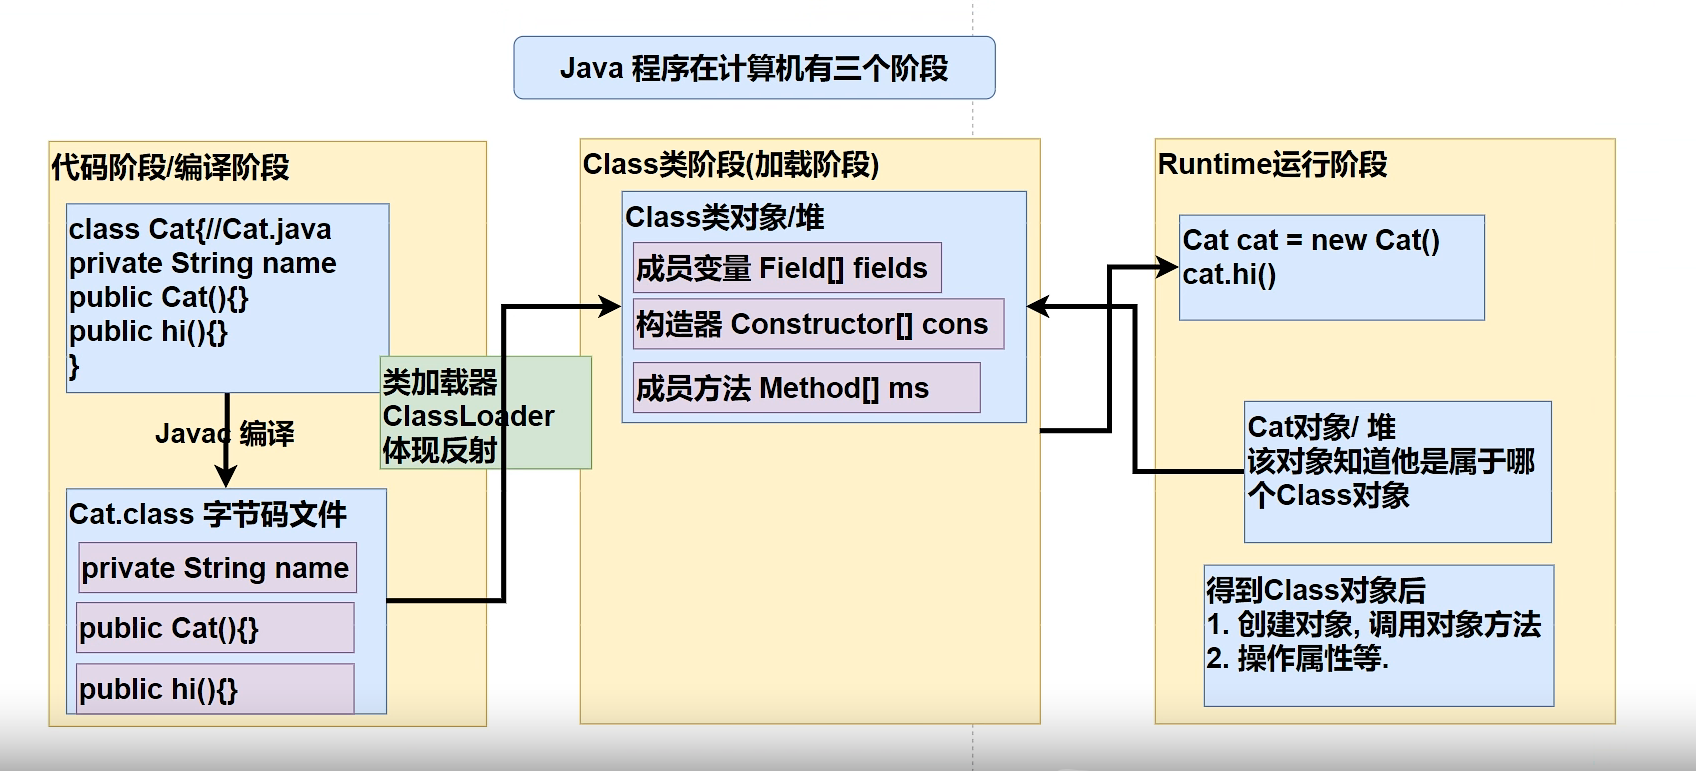 Java 程序在计算机有三个阶段
代码阶段/编译阶段
class Cat{//Cat.java
private String name
public Cat(){}
public hi(){}
}
Javac 编译
Cat.class 字节码文件
private String name
public Cat(){}
public hi(){}
类加载器
ClassLoader
体现反射
Class类阶段(加载阶段)
Class类对象/堆
成员变量 Field[] fields
构造器 Constructor[] cons
成员方法 Method[] ms
Runtime运行阶段
Cat cat = new Cat()
cat.hi()
Cat对象/ 堆
该对象知道他是属于哪
个Class对象
得到Class对象后
1. 创建对象, 调用对象方法
2. 操作属性等.